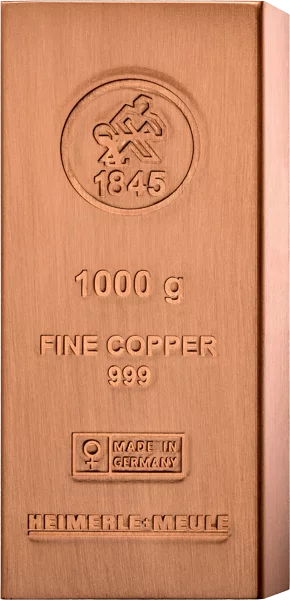 1845
1000 g
FINE COPPER
999
♀ MADE IN
GERMANY
HEIMERLE+MEULE